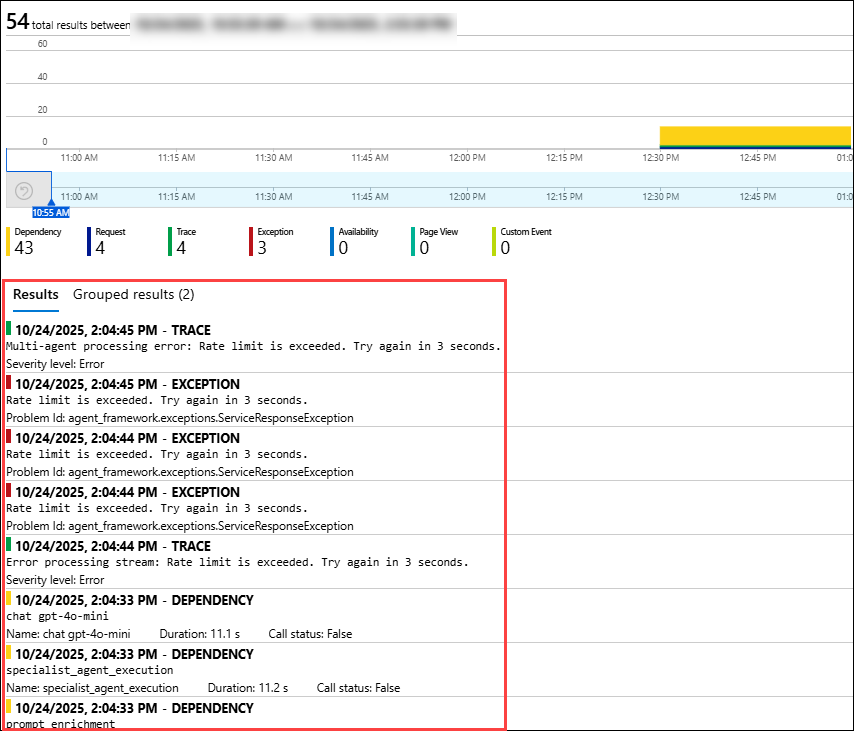 54 total results between
60
40
20
0
11:00 AM 11:15 AM 11:30 AM 11:45 AM 12:00 PM 12:15 PM 12:30 PM 12:45 PM 01:0
11:00 AM 11:15 AM 11:30 AM 11:45 AM 12:00 PM 12:15 PM 12:30 PM 12:45 PM 01:0
10:55 AM
Dependency Request Trace Exception Availability Page View Custom Event
43 4 4 3 0 0 0
Results Grouped results (2)
10/24/2025, 2:04:45 PM - TRACE
Multi-agent processing error: Rate limit is exceeded. Try again in 3 seconds.
Severity level: Error
10/24/2025, 2:04:45 PM - EXCEPTION
Rate limit is exceeded. Try again in 3 seconds.
Problem Id: agent_framework.exceptions.ServiceResponseException
10/24/2025, 2:04:44 PM - EXCEPTION
Rate limit is exceeded. Try again in 3 seconds.
Problem Id: agent_framework.exceptions.ServiceResponseException
10/24/2025, 2:04:44 PM - EXCEPTION
Rate limit is exceeded. Try again in 3 seconds.
Problem Id: agent_framework.exceptions.ServiceResponseException
10/24/2025, 2:04:44 PM - TRACE
Error processing stream: Rate limit is exceeded. Try again in 3 seconds.
Severity level: Error
10/24/2025, 2:04:33 PM - DEPENDENCY
chat gpt-4o-mini
Name: chat gpt-4o-mini Duration: 11.1 s Call status: False
10/24/2025, 2:04:33 PM - DEPENDENCY
specialist_agent_execution
Name: specialist_agent_execution Duration: 11.2 s Call status: False
10/24/2025, 2:04:33 PM - DEPENDENCY
prompt enrichment